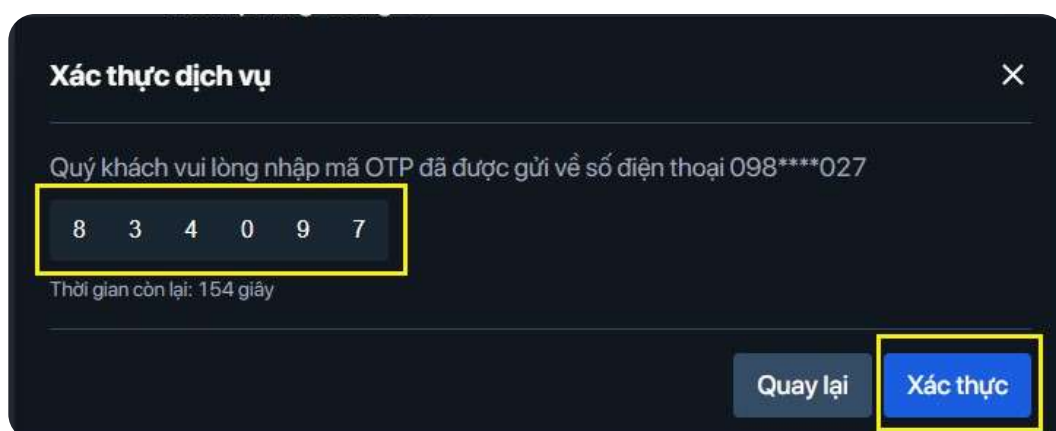 Xác thực dịch vụ
Quý khách vui lòng nhập mã OTP đã được gửi về số điện thoại 098****027
8 3 4 0 9 7
Thời gian còn lại: 154 giây
Quay lại Xác thực